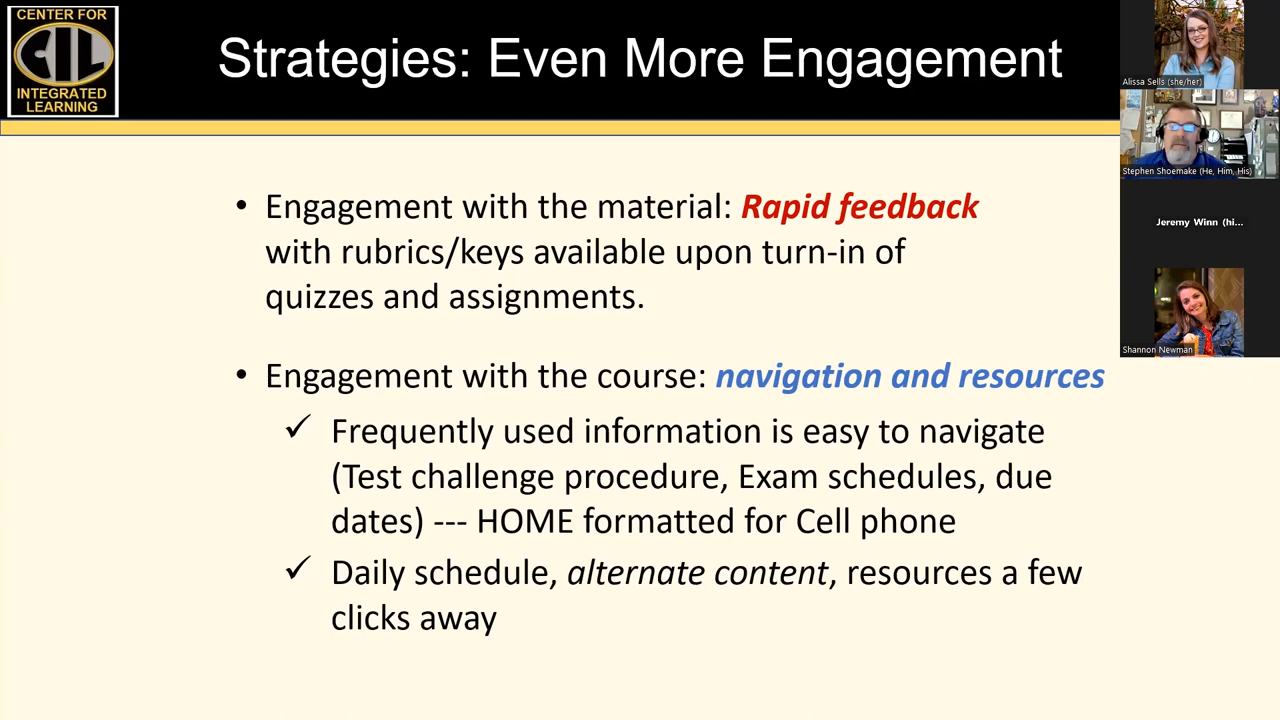 CENTER FOR
CIL
INTEGRATED
LEARNING
Strategies: Even More Engagement
• Engagement with the material: Rapid feedback
with rubrics/keys available upon turn-in of
quizzes and assignments.
• Engagement with the course: navigation and resources
✓ Frequently used information is easy to navigate
(Test challenge procedure, Exam schedules, due
dates) --- HOME formatted for Cell phone
✓ Daily schedule, alternate content, resources a few
clicks away
Alissa Sells (she/her)
Stephen Shoemake (He, Him, His)
Jeremy Winn (hi...
Shannon Newman